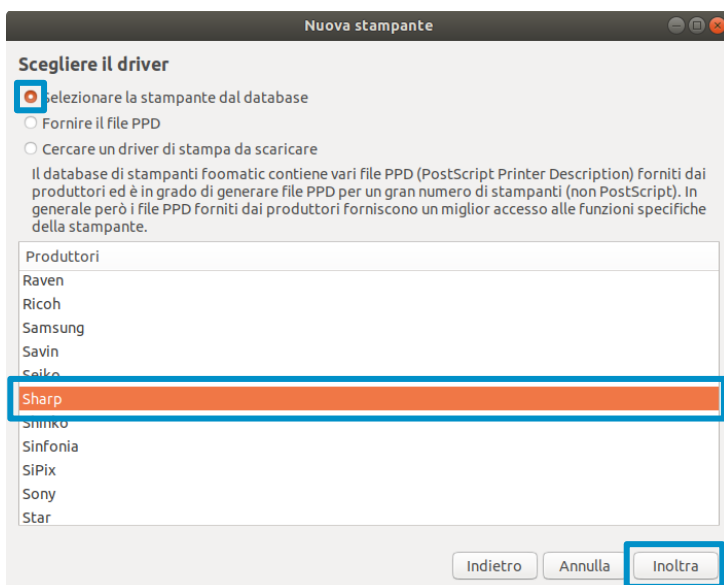 Nuova stampante
Scegliere il driver
Selezionare la stampante dal database
Fornire il file PPD
Cercare un driver di stampa da scaricare
Il database di stampanti foomatic contiene vari file PPD (PostScript Printer Description) forniti dai
produttori ed è in grado di generare file PPD per un gran numero di stampanti (non PostScript). In
generale però i file PPD forniti dai produttori forniscono un miglior accesso alle funzioni specifiche
della stampante.
Produttori
Raven
Ricoh
Samsung
Savin
Seiko
Sharp
Shinko
Sinfonia
SiPix
Sony
Star
Indietro
Annulla
Inoltra